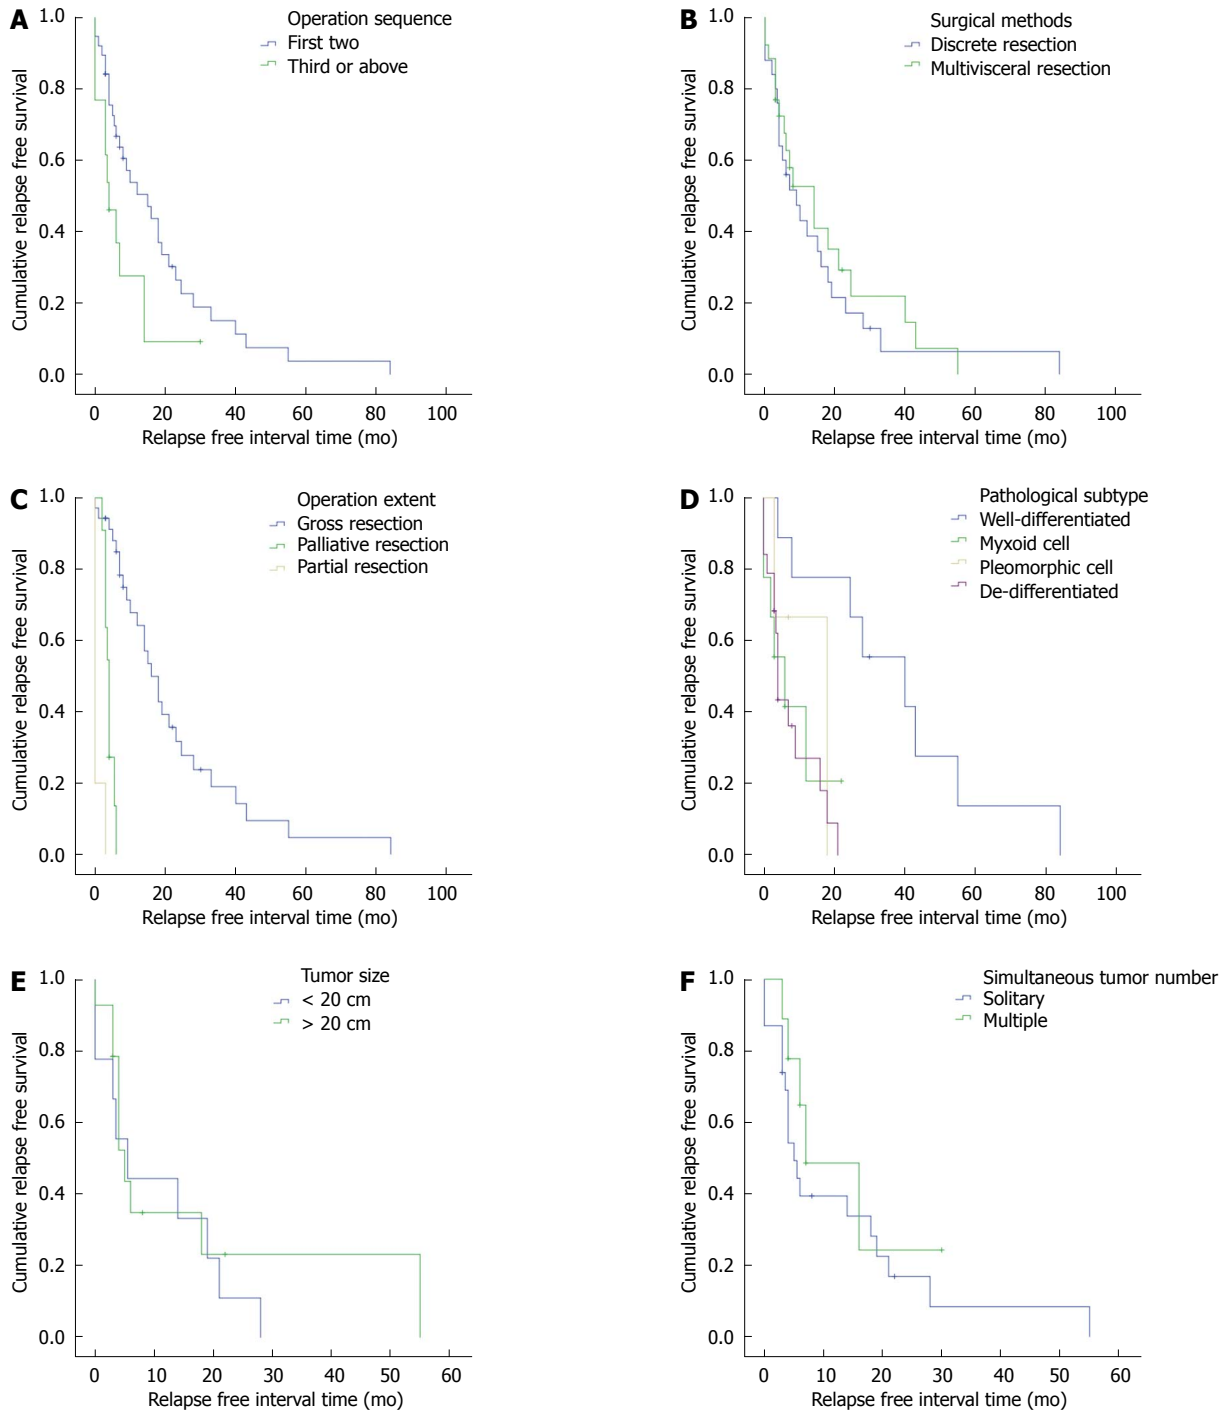 A
Operation sequence
First two
Third or above
Cumulative relapse free survival
1.0
0.8
0.6
0.4
0.2
0.0
0 20 40 60 80 100
Relapse free interval time (mo)
B
Surgical methods
Discrete resection
Multivisceral resection
Cumulative relapse free survival
1.0
0.8
0.6
0.4
0.2
0.0
0 20 40 60 80 100
Relapse free interval time (mo)
C
Operation extent
Gross resection
Palliative resection
Partial resection
Cumulative relapse free survival
1.0
0.8
0.6
0.4
0.2
0.0
0 20 40 60 80 100
Relapse free interval time (mo)
D
Pathological subtype
Well-differentiated
Myxoid cell
Pleomorphic cell
De-differentiated
Cumulative relapse free survival
1.0
0.8
0.6
0.4
0.2
0.0
0 20 40 60 80 100
Relapse free interval time (mo)
E
Tumor size
< 20 cm
> 20 cm
Cumulative relapse free survival
1.0
0.8
0.6
0.4
0.2
0.0
0 10 20 30 40 50 60
Relapse free interval time (mo)
F
Simultaneous tumor number
Solitary
Multiple
Cumulative relapse free survival
1.0
0.8
0.6
0.4
0.2
0.0
0 10 20 30 40 50 60
Relapse free interval time (mo)